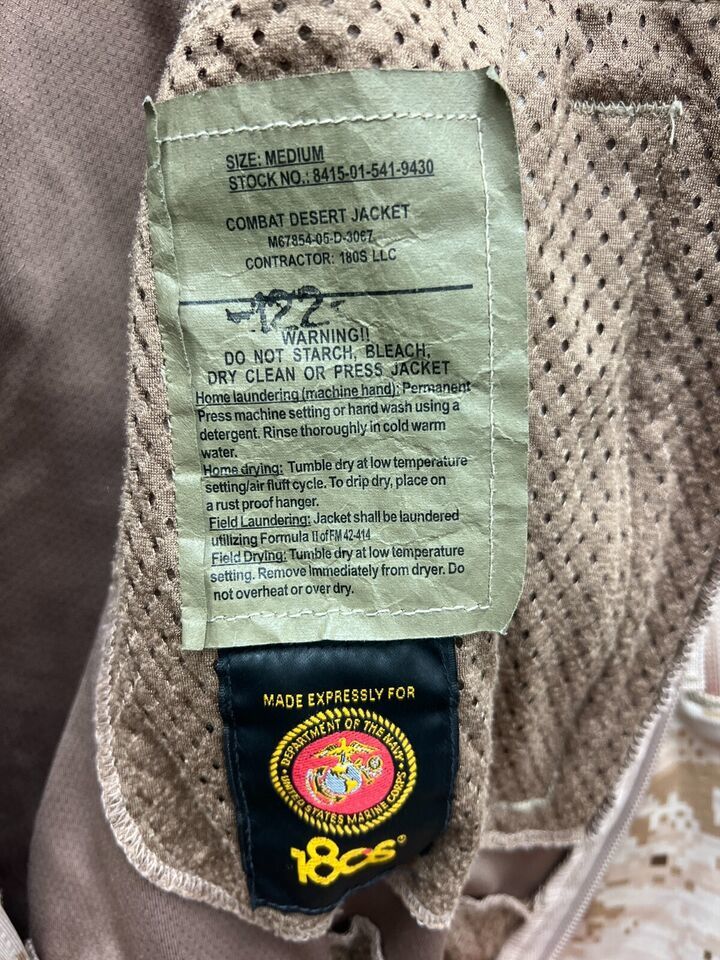 SIZE: MEDIUM
STOCK NO.: 8415-01-541-9430
COMBAT DESERT JACKET
M67854-05-D-3067
CONTRACTOR: 180S LLC
-122-
WARNING!!
DO NOT STARCH, BLEACH,
DRY CLEAN OR PRESS JACKET
Home laundering (machine hand): Permanent
Press machine setting or hand wash using a
detergent. Rinse thoroughly in cold warm
water.
Home drying: Tumble dry at low temperature
setting/air fluff cycle. To drip dry, place on
a rust proof hanger.
Field Laundering: Jacket shall be laundered
utilizing Formula II of FM 42-414
Field Drying: Tumble dry at low temperature
setting. Remove Immediately from dryer. Do
not overheat or over dry.
MADE EXPRESSLY FOR
DEPARTMENT OF THE NAVY
UNITED STATES MARINE CORPS
180s®